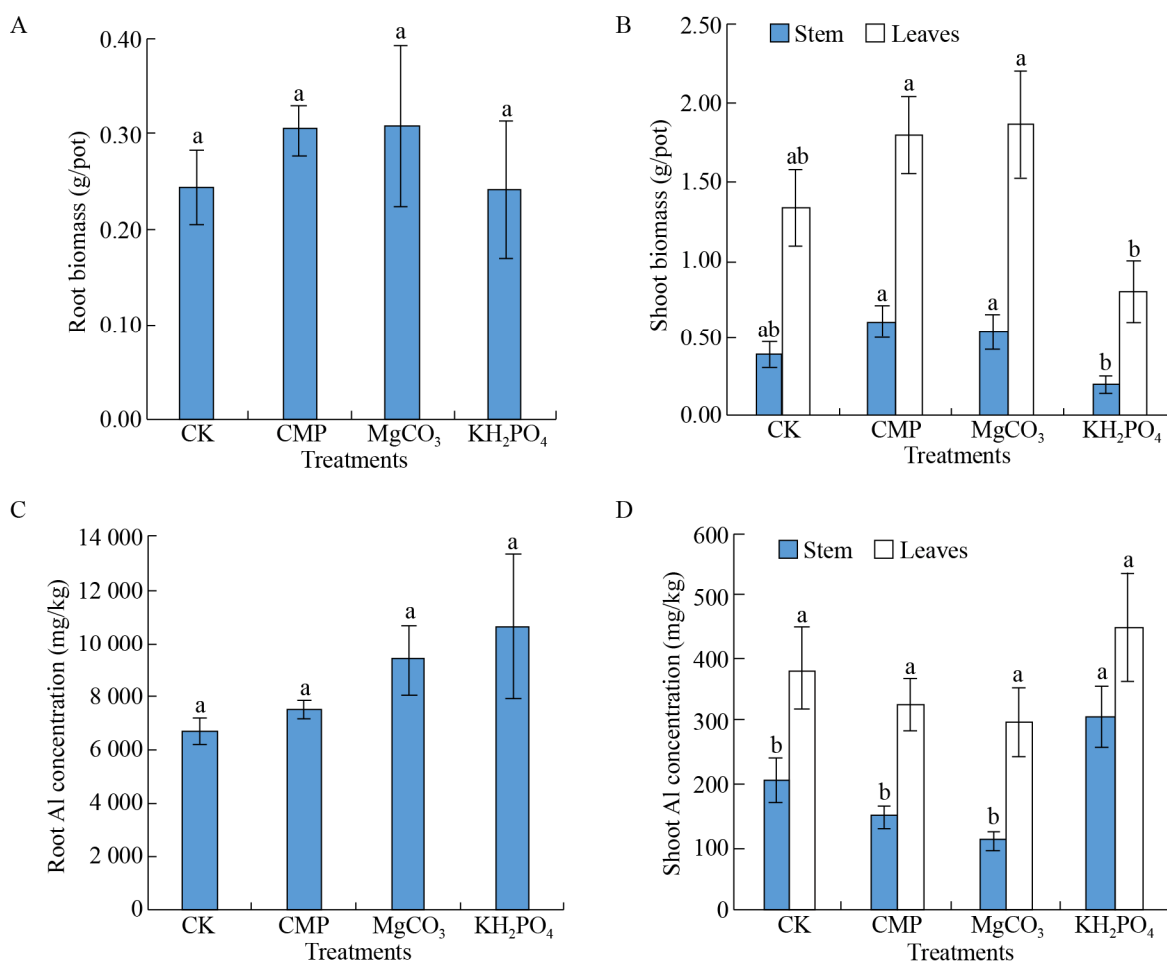 A
Root biomass (g/pot)
0.40
0.30
0.20
0.10
0.00
a
a
a
a
CK
CMP
MgCO₃
KH₂PO₄
Treatments
B
Shoot biomass (g/pot)
2.50
2.00
1.50
1.00
0.50
0.00
Stem
Leaves
ab
ab
a
a
a
a
b
b
CK
CMP
MgCO₃
KH₂PO₄
Treatments
C
Root Al concentration (mg/kg)
14 000
12 000
10 000
8 000
6 000
4 000
2 000
0
a
a
a
a
CK
CMP
MgCO₃
KH₂PO₄
Treatments
D
Shoot Al concentration (mg/kg)
600
500
400
300
200
100
0
Stem
Leaves
b
a
b
a
b
a
a
a
CK
CMP
MgCO₃
KH₂PO₄
Treatments